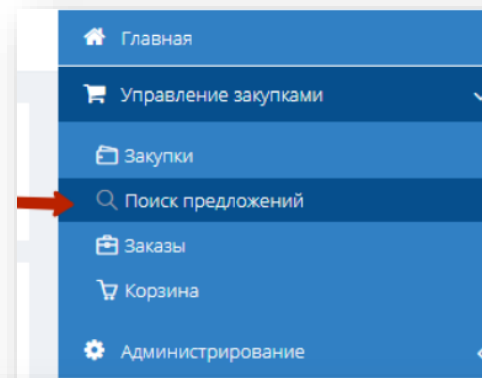 Главная
Управление закупками
Закупки
Поиск предложений
Заказы
Корзина
Администрирование